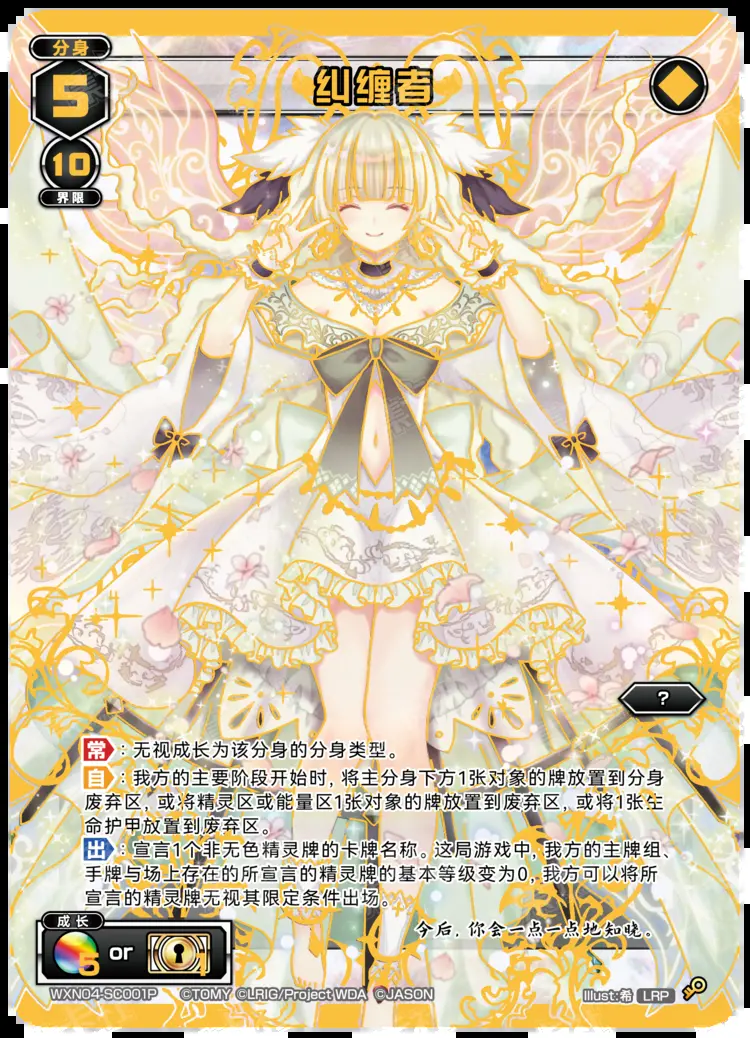 分身
5
纠缠者
10
界限
?
常：无视成长为该分身的分身类型。
自：我方的主要阶段开始时，将主分身下方1张对象的牌放置到分身
废弃区，或将精灵区或能量区1张对象的牌放置到废弃区，或将1张生
命护甲放置到废弃区。
出：宣言1个非无色精灵牌的卡牌名称。这局游戏中，我方的主牌组、
手牌与场上存在的所宣言的精灵牌的基本等级变为0，我方可以将所
宣言的精灵牌无视其限定条件出场。
今后，你会一点一点地知晓。
成长
5 or 1
WXN04-SC001P ©TOMY ©LRIG/Project WDA ©JASON
Illust:希 LRP